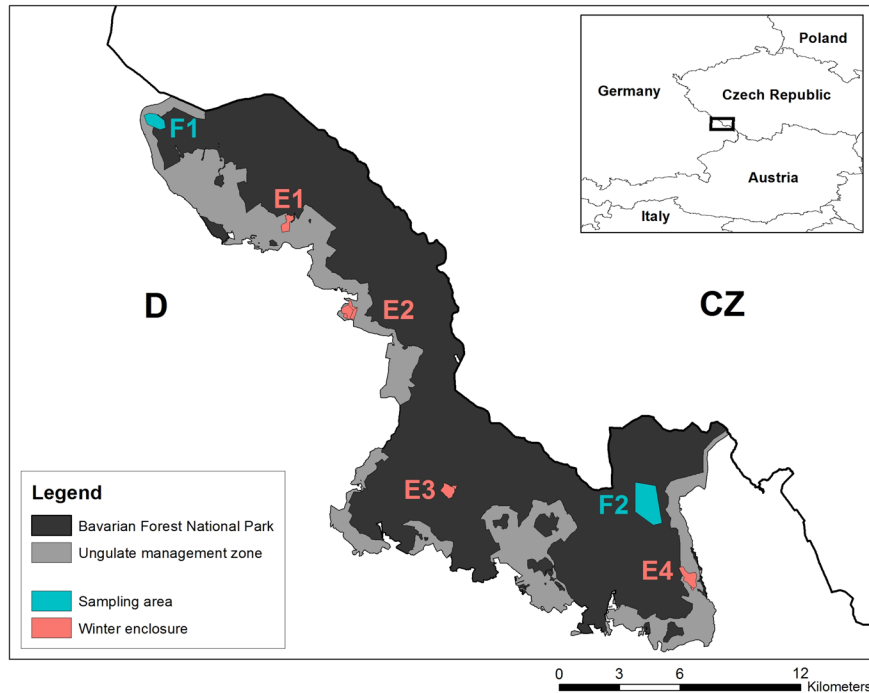 Poland
Germany
Czech Republic
Austria
Italy
F1
E1
D
E2
CZ
E3
F2
E4
Legend
Bavarian Forest National Park
Ungulate management zone
Sampling area
Winter enclosure
0 3 6 12
Kilometers